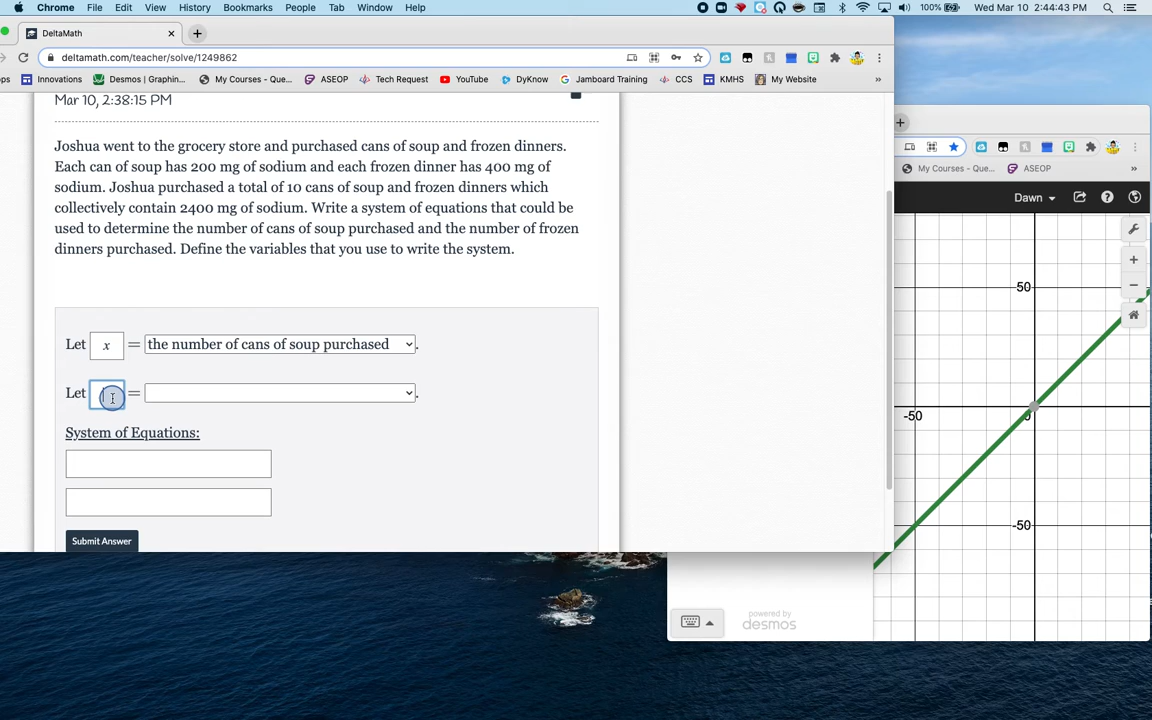 Chrome File Edit View History Bookmarks People Tab Window Help 100% Wed Mar 10 2:44:43 PM
DeltaMath
deltamath.com/teacher/solve/1249862
ps Innovations Desmos | Graphin... My Courses - Que... ASEOP Tech Request YouTube DyKnow Jamboard Training CCS KMHS My Website »
Mar 10, 2:38:15 PM
Joshua went to the grocery store and purchased cans of soup and frozen dinners.
Each can of soup has 200 mg of sodium and each frozen dinner has 400 mg of
sodium. Joshua purchased a total of 10 cans of soup and frozen dinners which
collectively contain 2400 mg of sodium. Write a system of equations that could be
used to determine the number of cans of soup purchased and the number of frozen
dinners purchased. Define the variables that you use to write the system.
Let x = the number of cans of soup purchased .
Let = .
System of Equations:
Submit Answer
My Courses - Que... ASEOP »
Dawn
50
-50 0
-50
powered by
desmos